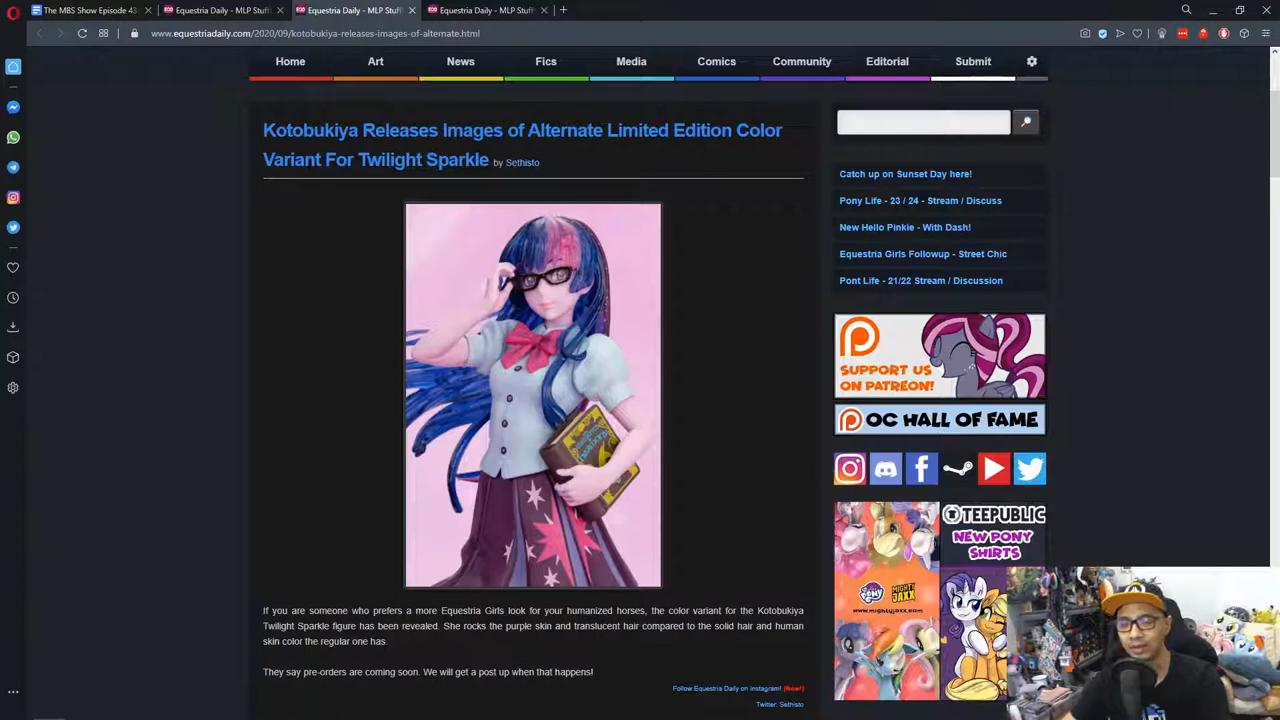 The MBS Show Episode 43
Equestria Daily - MLP Stuff
Equestria Daily - MLP Stuff
Equestria Daily - MLP Stuff
www.equestriadaily.com/2020/09/kotobukiya-releases-images-of-alternate.html
Home Art News Fics Media Comics Community Editorial Submit
Kotobukiya Releases Images of Alternate Limited Edition Color
Variant For Twilight Sparkle by Sethisto
If you are someone who prefers a more Equestria Girls look for your humanized horses, the color variant for the Kotobukiya
Twilight Sparkle figure has been revealed. She rocks the purple skin and translucent hair compared to the solid hair and human
skin color the regular one has.
They say pre-orders are coming soon. We will get a post up when that happens!
Follow Equestria Daily on Instagram! (New!)
Twitter: Sethisto
Catch up on Sunset Day here!
Pony Life - 23 / 24 - Stream / Discuss
New Hello Pinkie - With Dash!
Equestria Girls Followup - Street Chic
Pont Life - 21/22 Stream / Discussion
SUPPORT US
ON PATREON!
OC HALL OF FAME
MIGHTY
JAXX
www.mightyjaxx.com
TEEPUBLIC
NEW PONY
SHIRTS